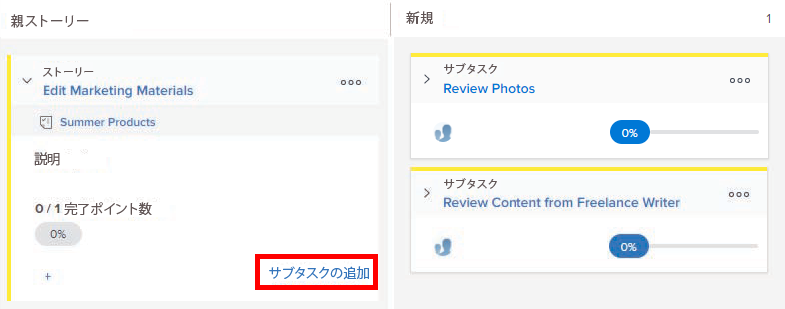 親ストーリー
ストーリー
Edit Marketing Materials
Summer Products
説明
0 / 1 完了ポイント数
0%
+
サブタスクの追加
新規 1
サブタスク
Review Photos
0%
サブタスク
Review Content from Freelance Writer
0%